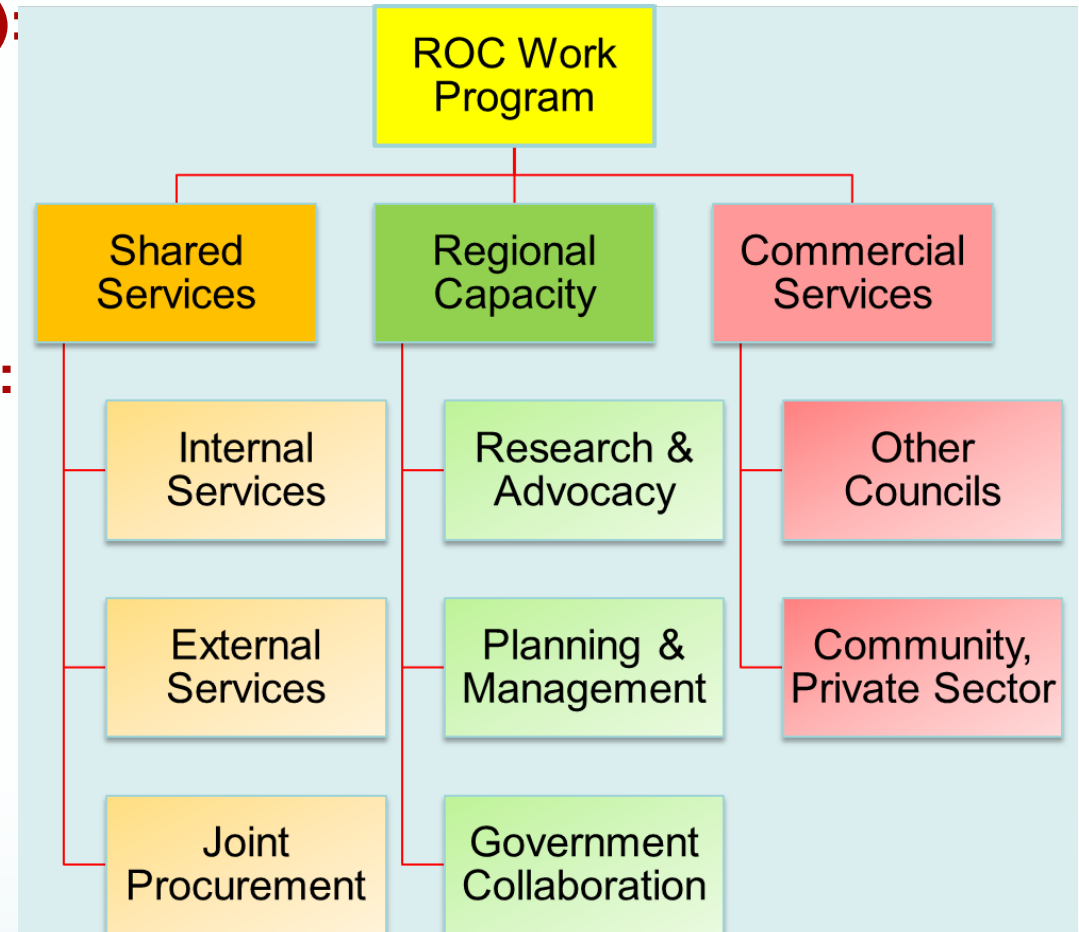 ):
:
ROC Work
Program
Shared
Services
Regional
Capacity
Commercial
Services
Internal
Services
Research &
Advocacy
Other
Councils
External
Services
Planning &
Management
Community,
Private Sector
Joint
Procurement
Government
Collaboration